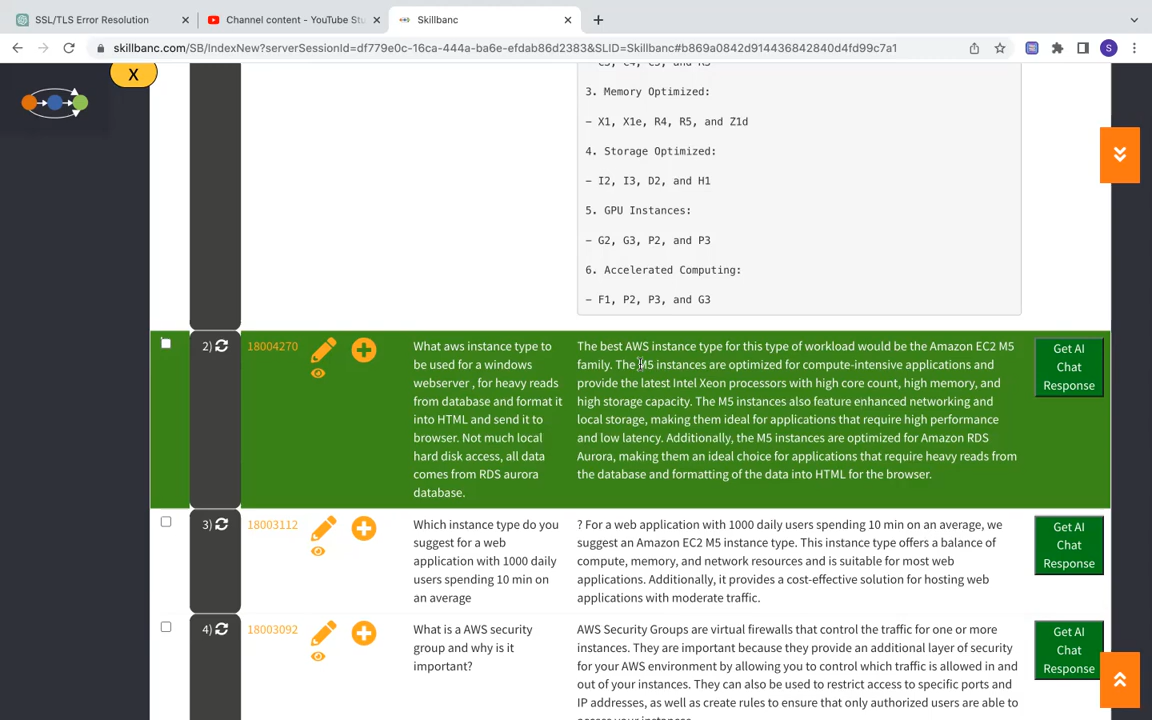 SSL/TLS Error Resolution
Channel content - YouTube Stu
Skillbanc
skillbanc.com/SB/IndexNew?serverSessionId=df779e0c-16ca-444a-ba6e-efdab86d2383&SLID=Skillbanc#b869a0842d914436842840d4fd99c7a1
S
X
3. Memory Optimized:
– X1, X1e, R4, R5, and Z1d
4. Storage Optimized:
– I2, I3, D2, and H1
5. GPU Instances:
– G2, G3, P2, and P3
6. Accelerated Computing:
– F1, P2, P3, and G3
2)
18004270
What aws instance type to
be used for a windows
webserver , for heavy reads
from database and format it
into HTML and send it to
browser. Not much local
hard disk access, all data
comes from RDS aurora
database.
The best AWS instance type for this type of workload would be the Amazon EC2 M5
family. The M5 instances are optimized for compute-intensive applications and
provide the latest Intel Xeon processors with high core count, high memory, and
high storage capacity. The M5 instances also feature enhanced networking and
local storage, making them ideal for applications that require high performance
and low latency. Additionally, the M5 instances are optimized for Amazon RDS
Aurora, making them an ideal choice for applications that require heavy reads from
the database and formatting of the data into HTML for the browser.
Get AI
Chat
Response
3)
18003112
Which instance type do you
suggest for a web
application with 1000 daily
users spending 10 min on
an average
? For a web application with 1000 daily users spending 10 min on an average, we
suggest an Amazon EC2 M5 instance type. This instance type offers a balance of
compute, memory, and network resources and is suitable for most web
applications. Additionally, it provides a cost-effective solution for hosting web
applications with moderate traffic.
Get AI
Chat
Response
4)
18003092
What is a AWS security
group and why is it
important?
AWS Security Groups are virtual firewalls that control the traffic for one or more
instances. They are important because they provide an additional layer of security
for your AWS environment by allowing you to control which traffic is allowed in and
out of your instances. They can also be used to restrict access to specific ports and
IP addresses, as well as create rules to ensure that only authorized users are able to
Get AI
Chat
Response